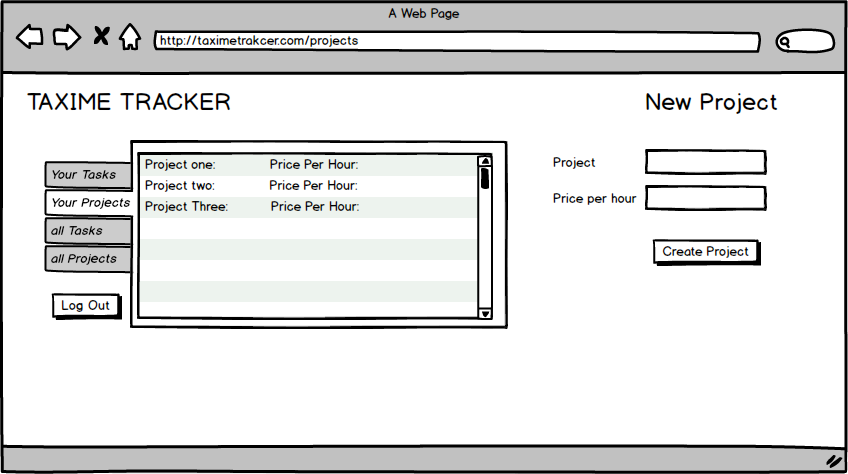 A Web Page
http://taximetrakcer.com/projects
TAXIME TRACKER
New Project
Your Tasks
Your Projects
all Tasks
all Projects
Log Out
Project one: Price Per Hour:
Project two: Price Per Hour:
Project Three: Price Per Hour:
Project
Price per hour
Create Project